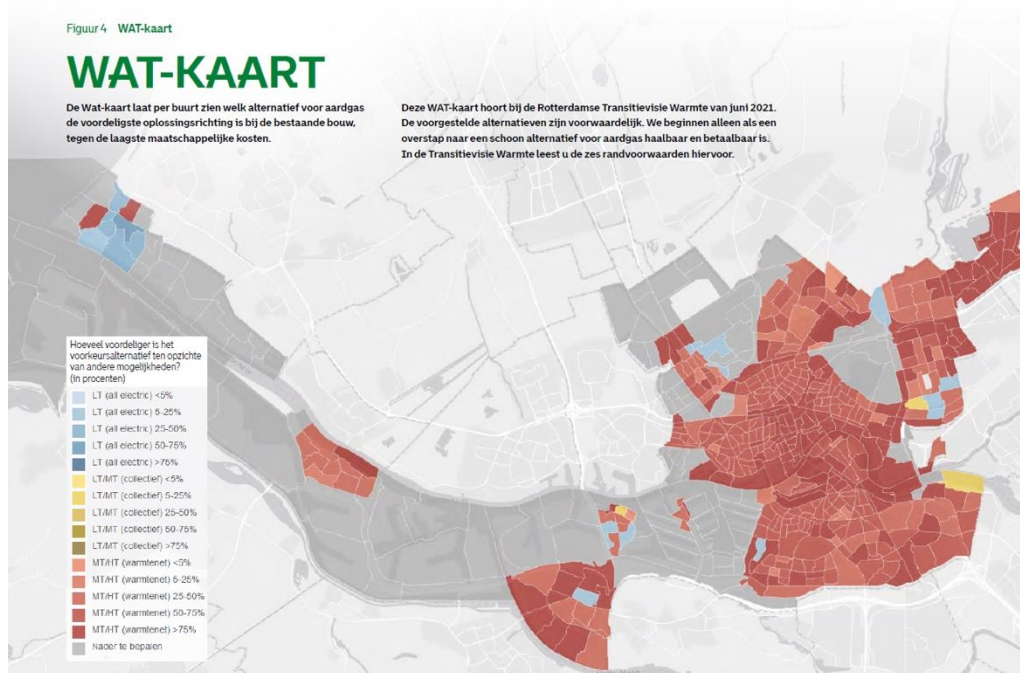 Figuur 4 WAT-kaart
WAT-KAART
De Wat-kaart laat per buurt zien welk alternatief voor aardgas
de voordeligste oplossingsrichting is bij de bestaande bouw,
tegen de laagste maatschappelijke kosten.
Deze WAT-kaart hoort bij de Rotterdamse Transitievisie Warmte van juni 2021.
De voorgestelde alternatieven zijn voorwaardelijk. We beginnen alleen als een
overstap naar een schoon alternatief voor aardgas haalbaar en betaalbaar is.
In de Transitievisie Warmte leest u de zes randvoorwaarden hiervoor.
Hoeveel voordeliger is het
voorkeursalternatief ten opzichte
van andere mogelijkheden?
(in procenten)
LT (all electric) <5%
LT (all electric) 5-25%
LT (all electric) 25-50%
LT (all electric) 50-75%
LT (all electric) >75%
LT/MT (collectief) <5%
LT/MT (collectief) 5-25%
LT/MT (collectief) 25-50%
LT/MT (collectief) 50-75%
LT/MT (collectief) >75%
MT/HT (warmtenet) <5%
MT/HT (warmtenet) 5-25%
MT/HT (warmtenet) 25-50%
MT/HT (warmtenet) 50-75%
MT/HT (warmtenet) >75%
Nader te bepalen